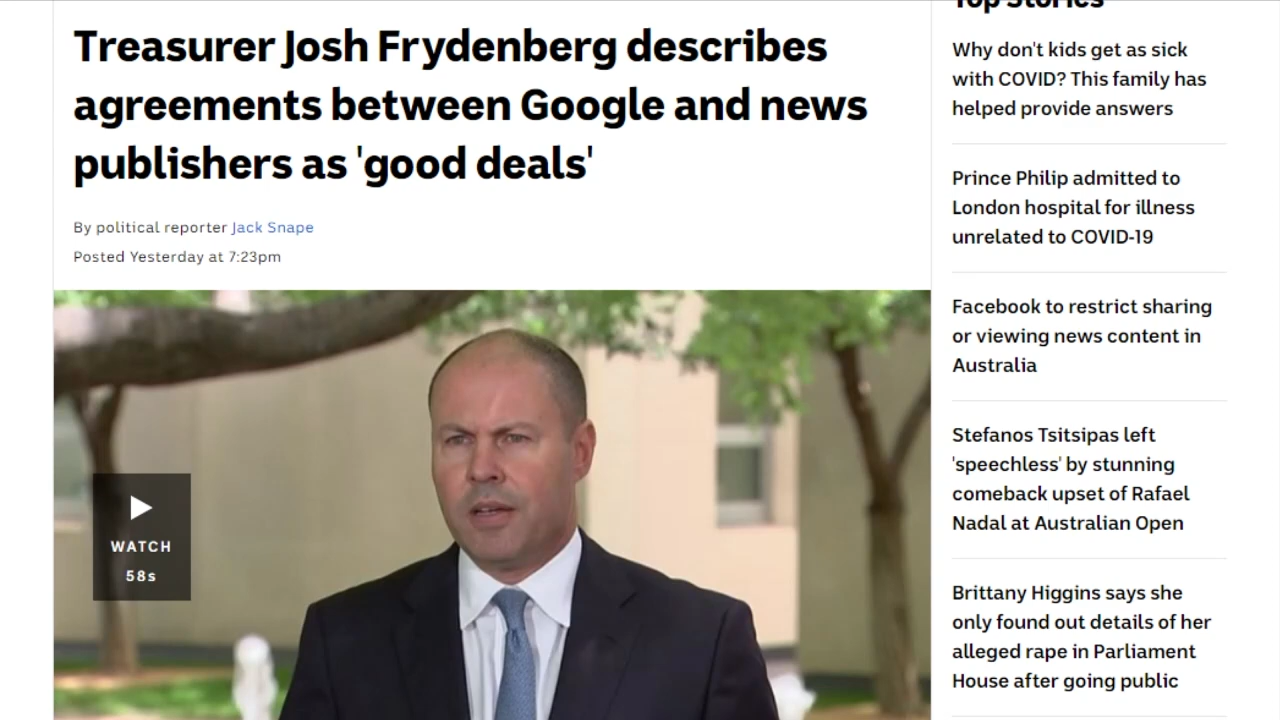 Treasurer Josh Frydenberg describes
agreements between Google and news
publishers as 'good deals'
By political reporter Jack Snape
Posted Yesterday at 7:23pm
WATCH
58s
Top Stories
Why don't kids get as sick
with COVID? This family has
helped provide answers
Prince Philip admitted to
London hospital for illness
unrelated to COVID-19
Facebook to restrict sharing
or viewing news content in
Australia
Stefanos Tsitsipas left
'speechless' by stunning
comeback upset of Rafael
Nadal at Australian Open
Brittany Higgins says she
only found out details of her
alleged rape in Parliament
House after going public